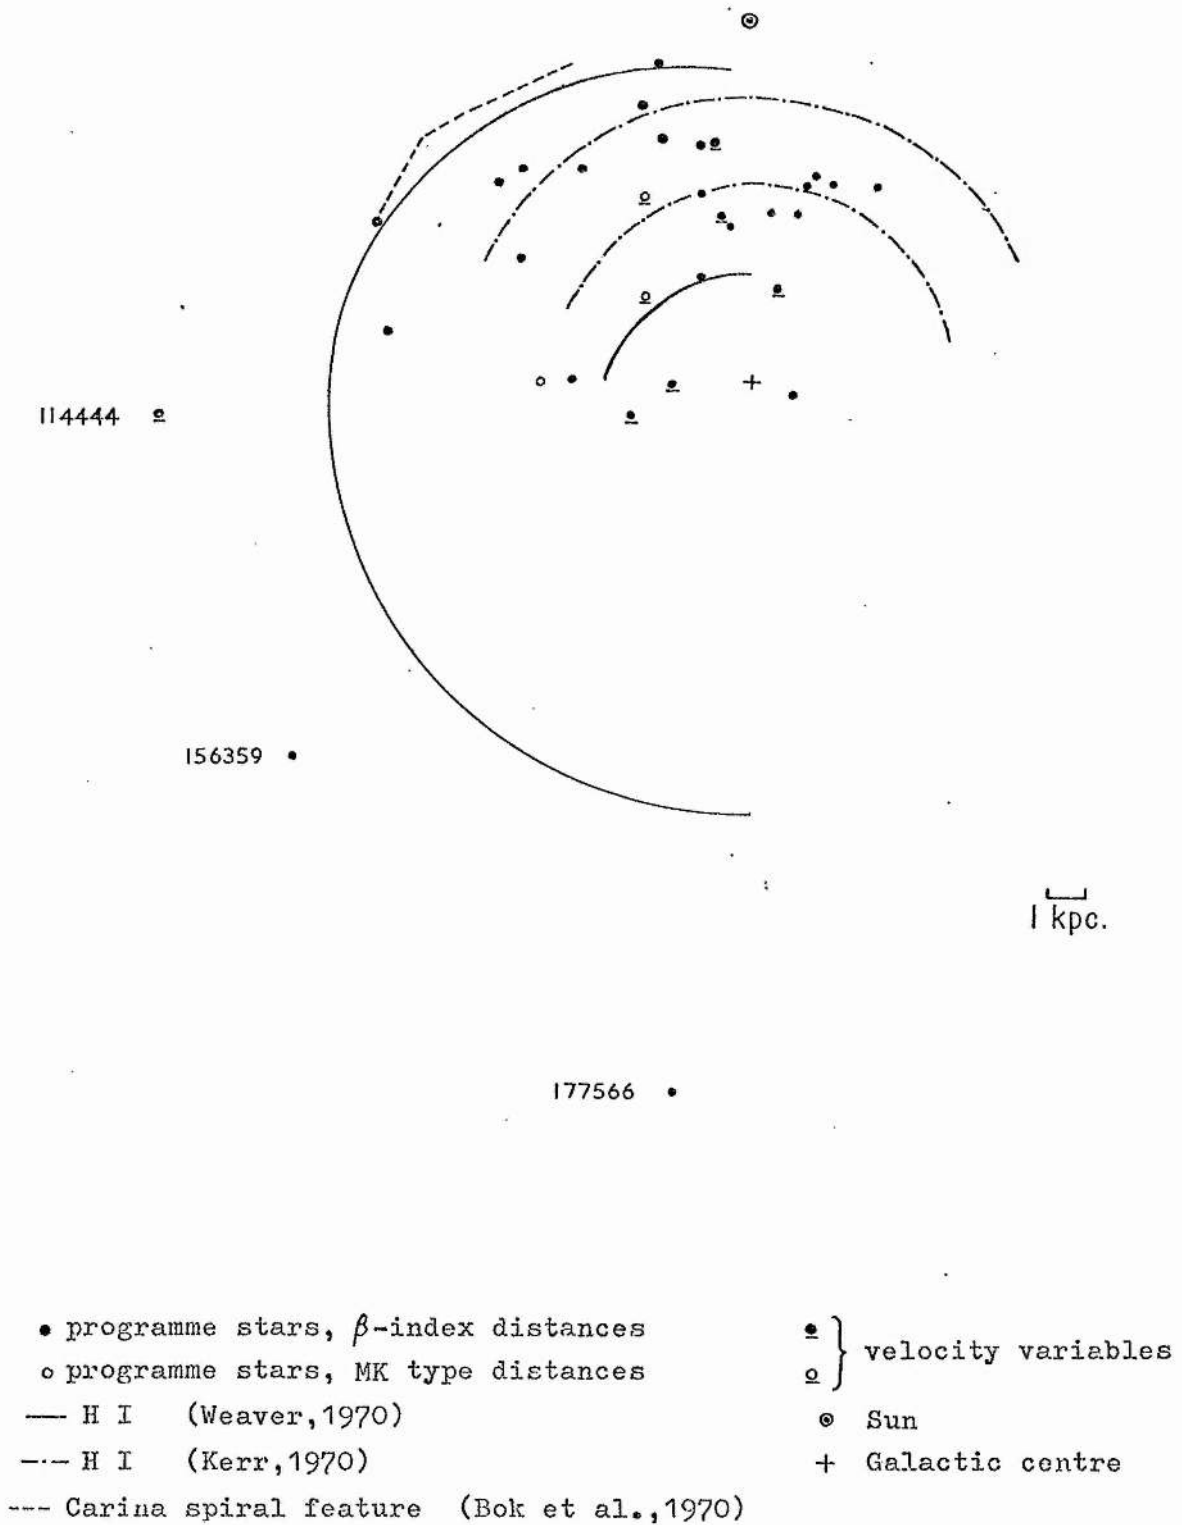 114444
156359
1 kpc.
177566
programme stars, β-index distances
programme stars, MK type distances
velocity variables
H I (Weaver,1970)
Sun
H I (Kerr,1970)
Galactic centre
Carina spiral feature (Bok et al.,1970)